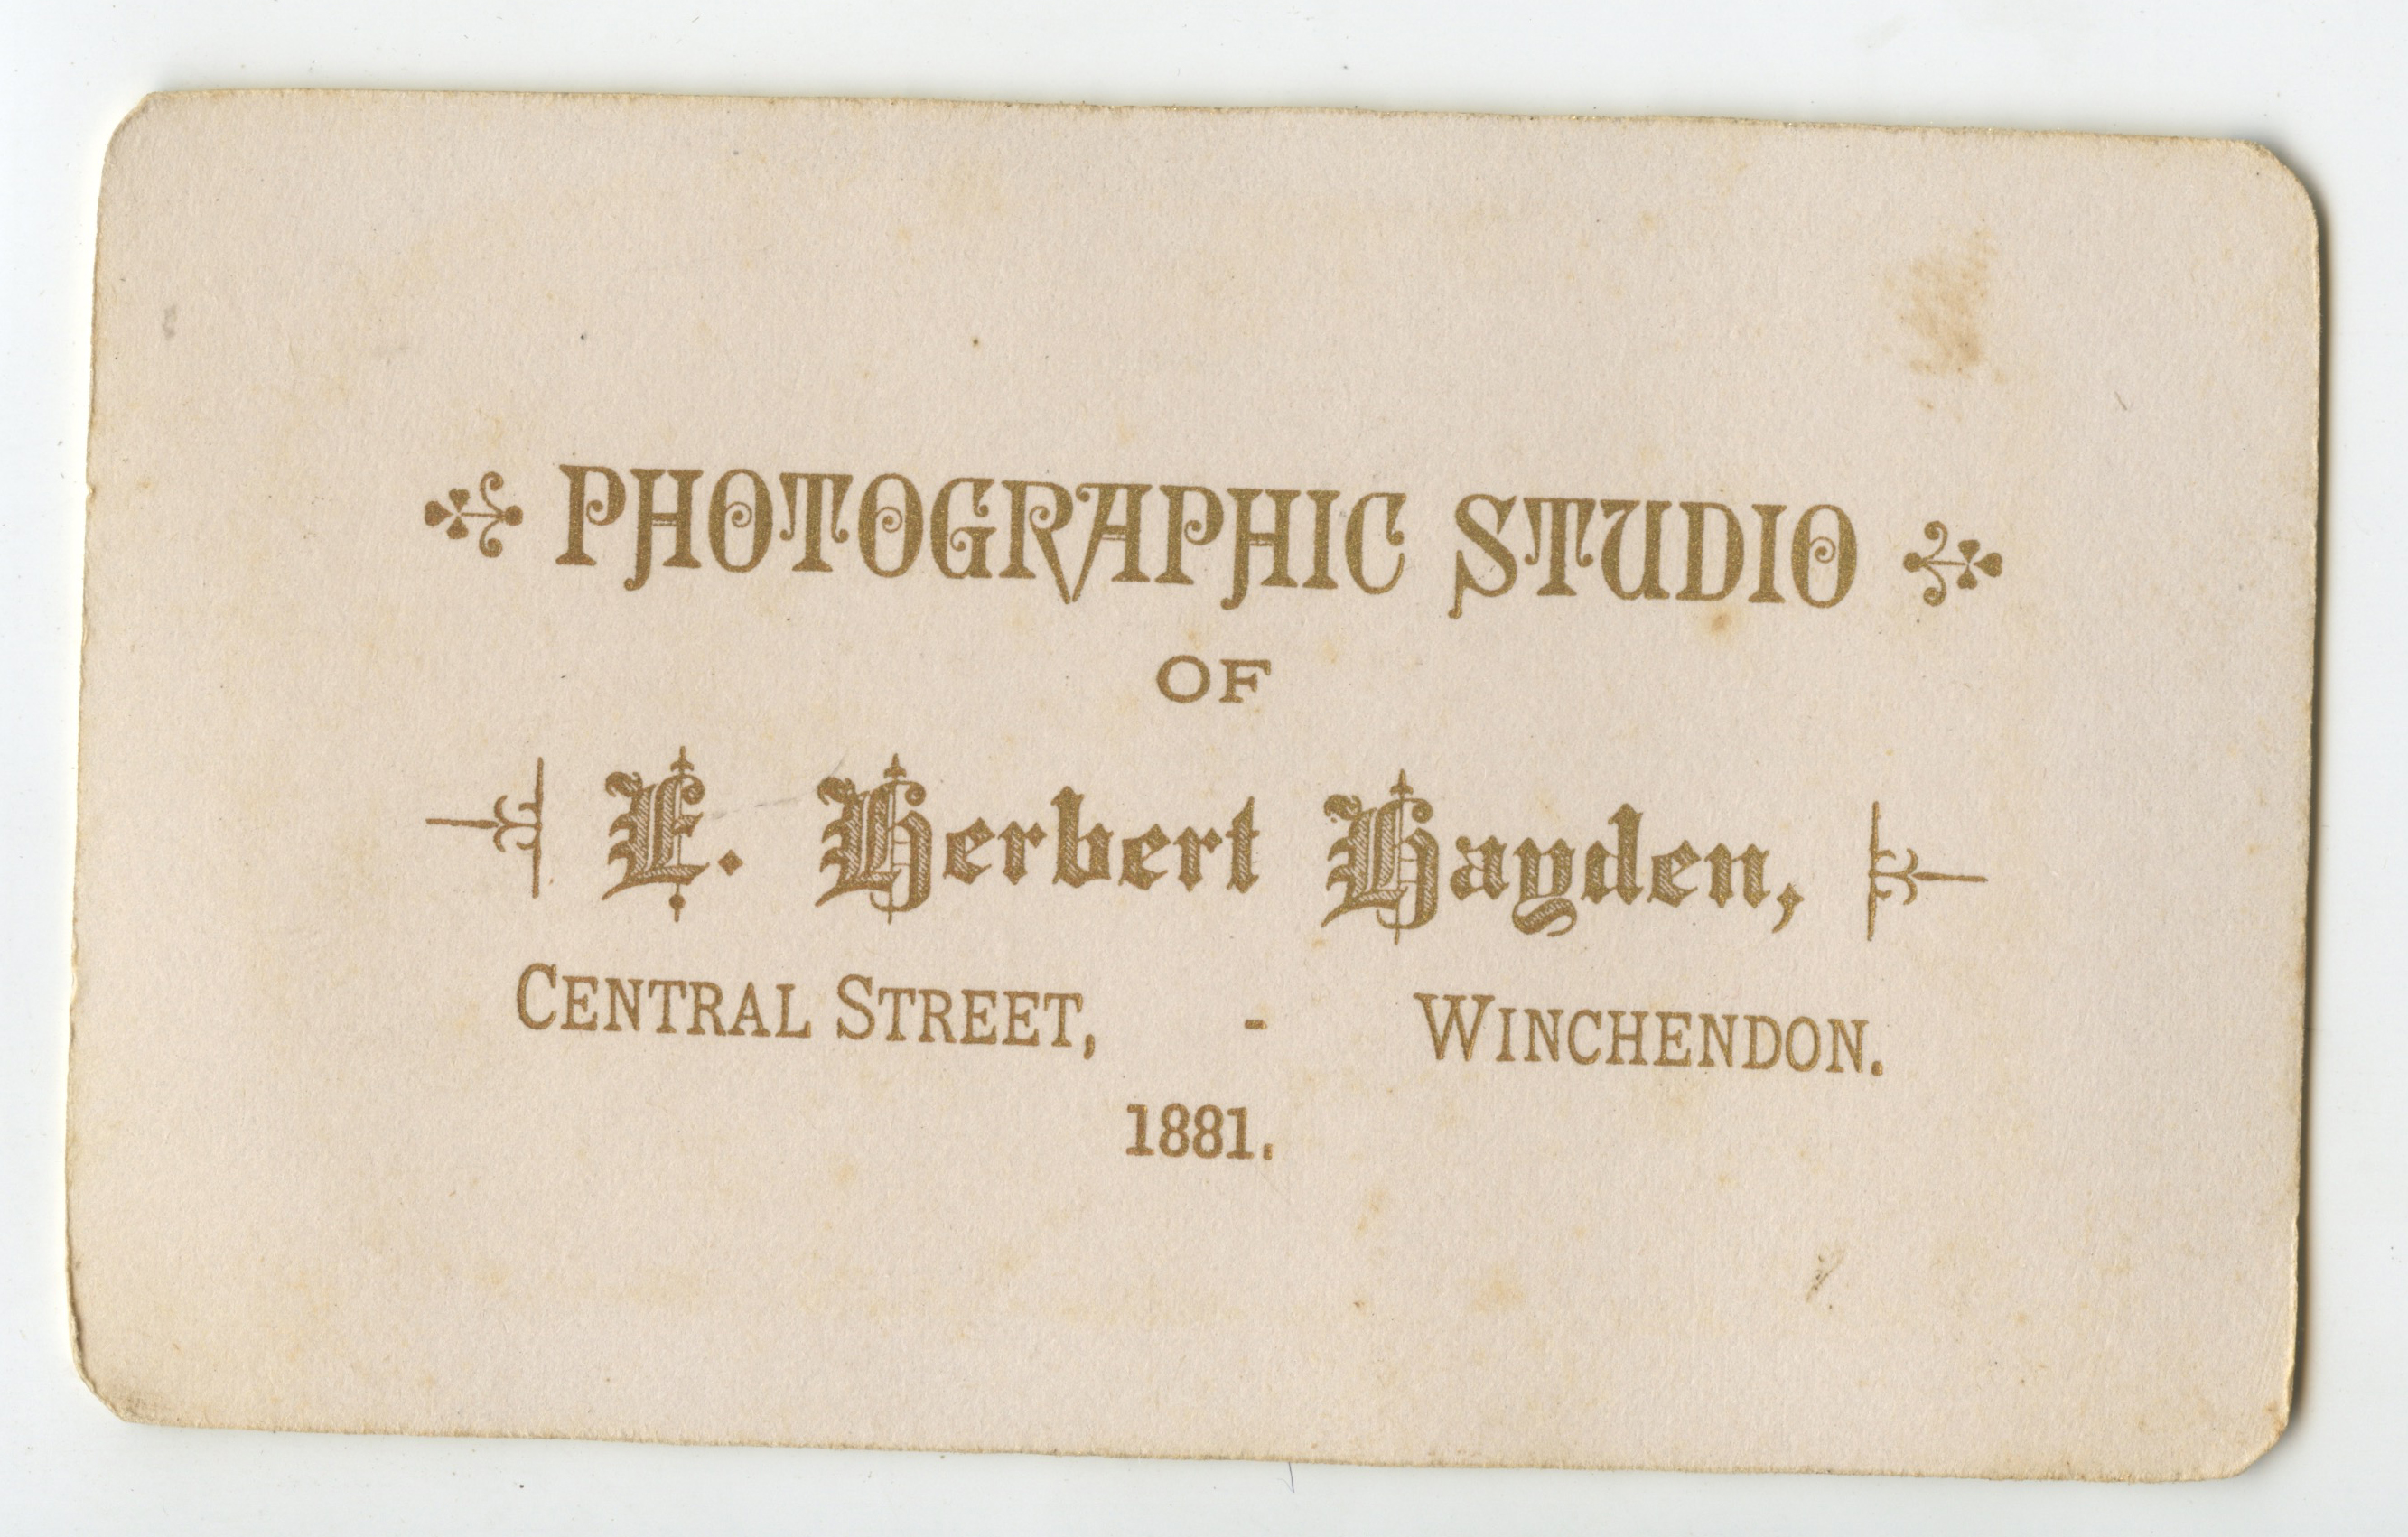 PHOTOGRAPHIC STUDIO
OF
E. Herbert Hayden,
CENTRAL STREET, - WINCHENDON.
1881.